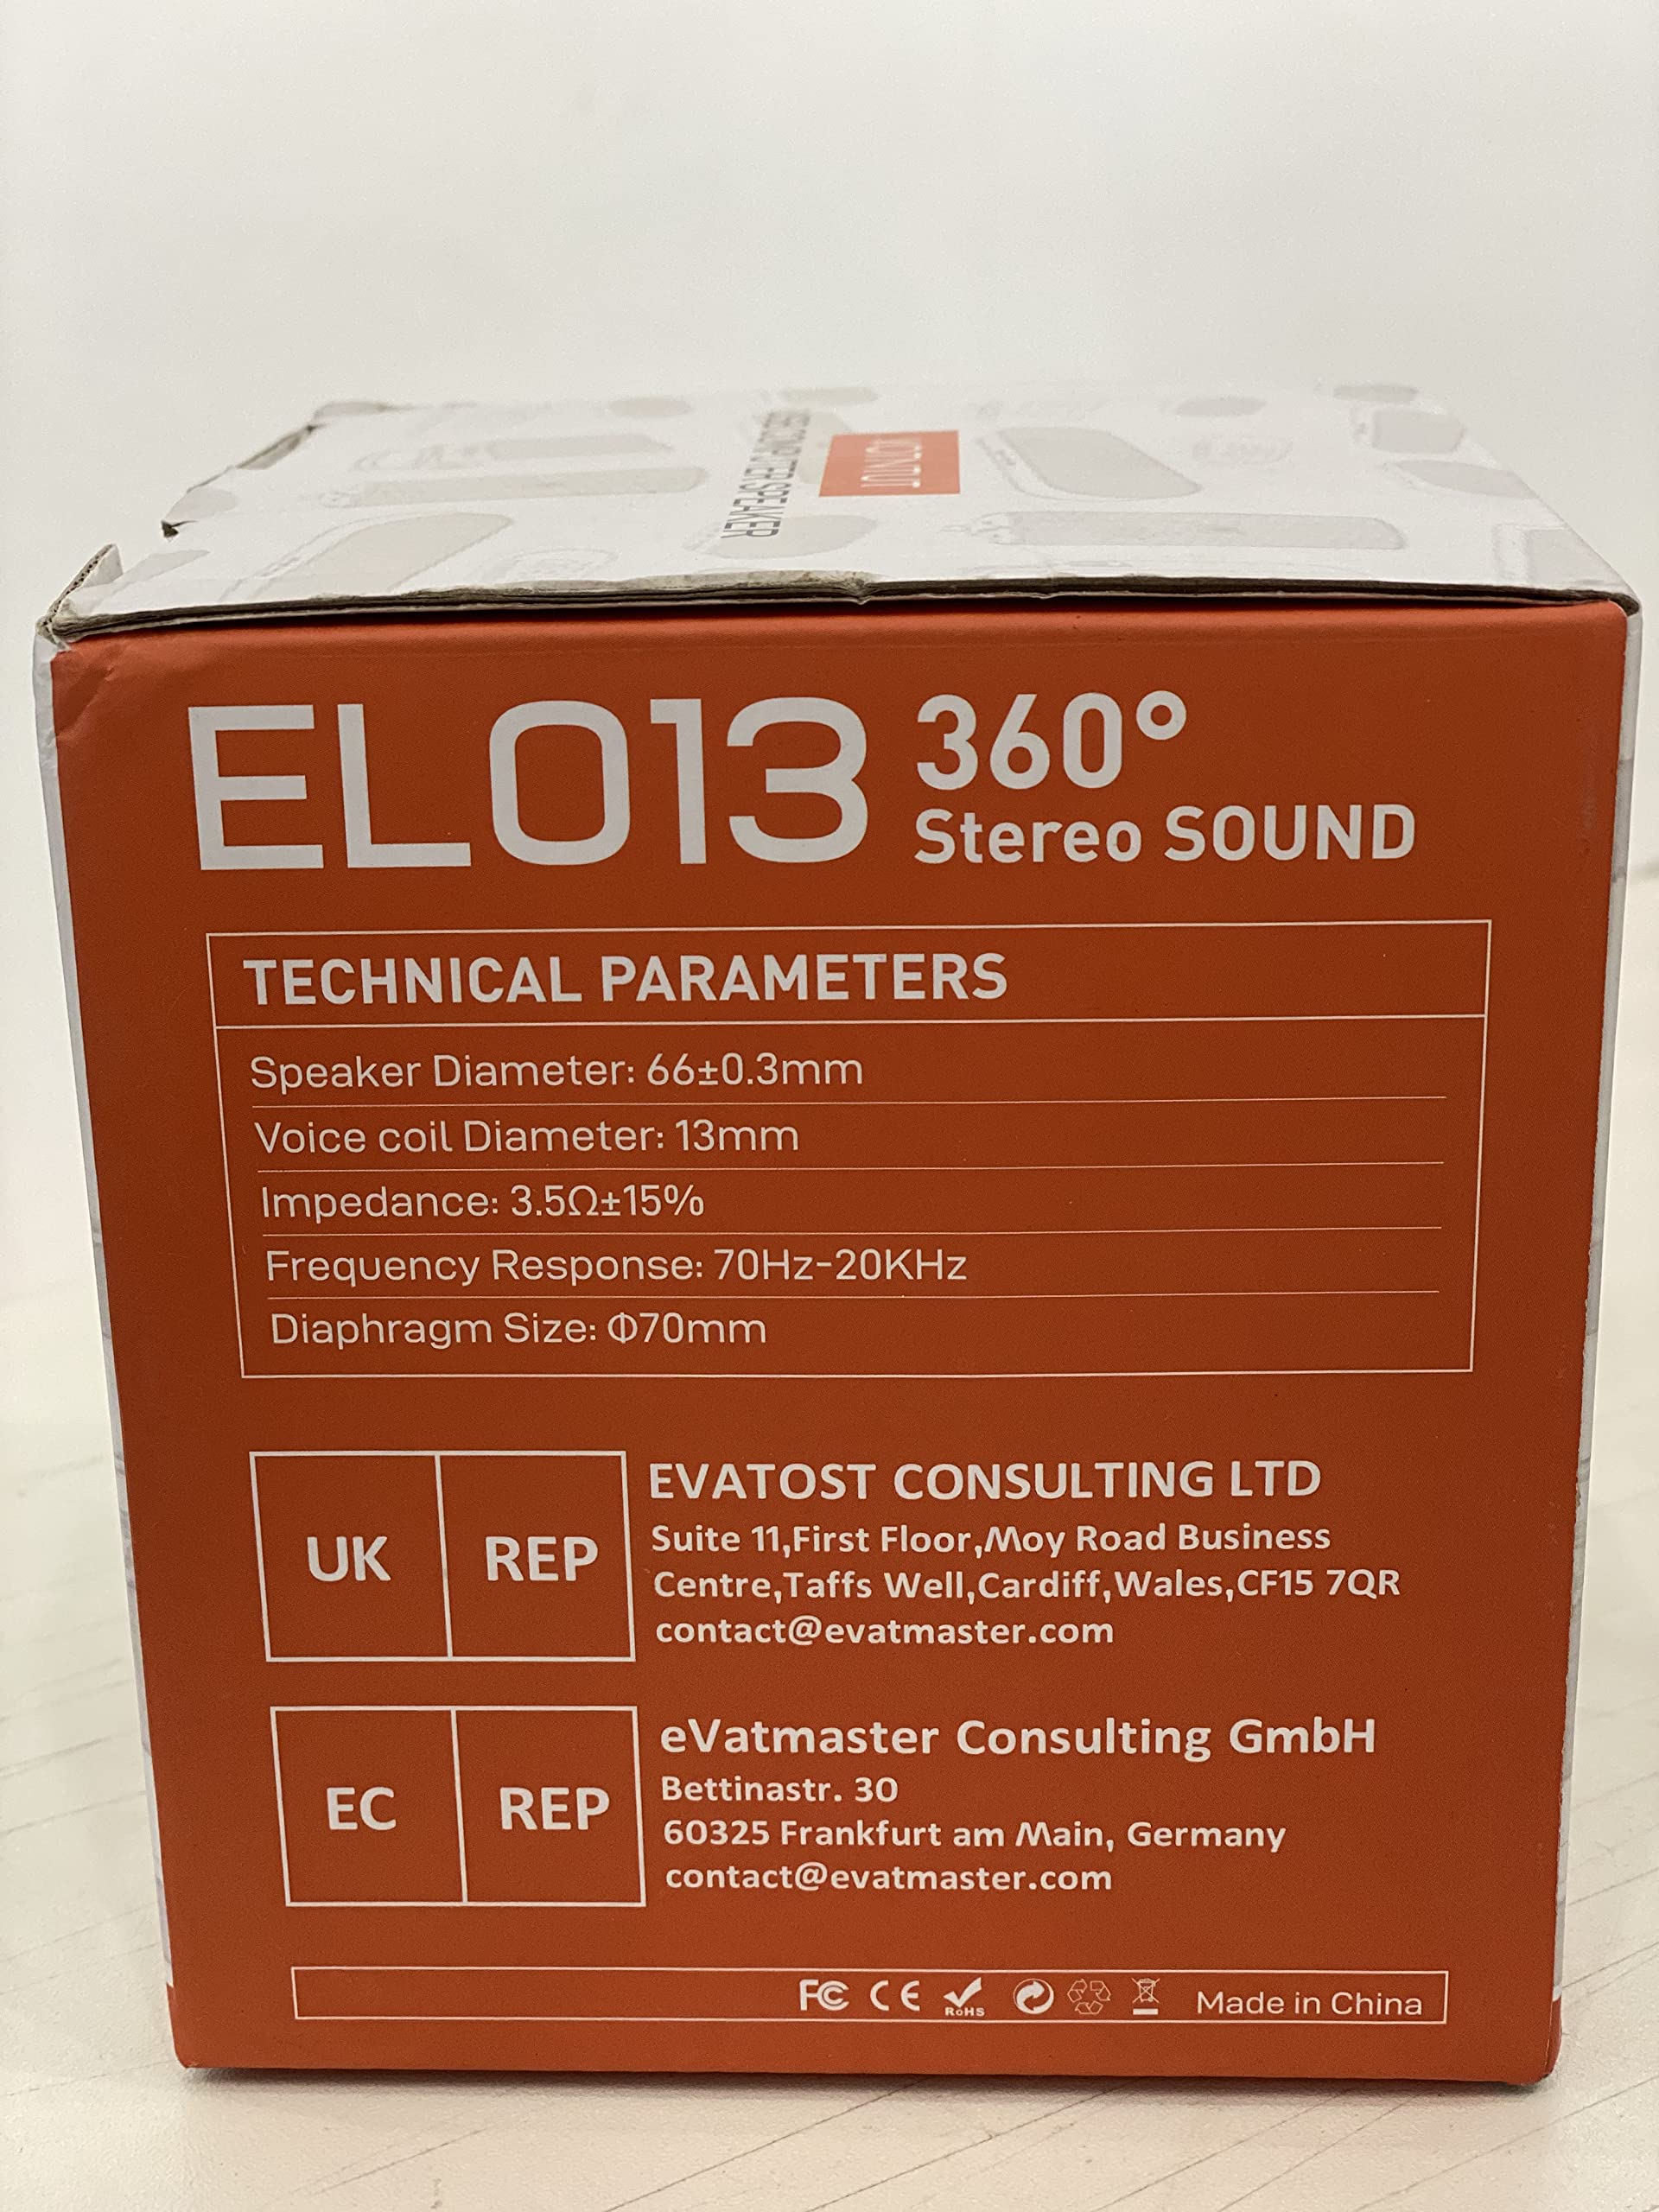 COMPUTER SPEAKER
EL013
360°
Stereo SOUND
TECHNICAL PARAMETERS
Speaker Diameter: 66±0.3mm
Voice coil Diameter: 13mm
Impedance: 3.5Ω±15%
Frequency Response: 70Hz-20KHz
Diaphragm Size: Φ70mm
UK REP
EVATOST CONSULTING LTD
Suite 11,First Floor,Moy Road Business
Centre,Taffs Well,Cardiff,Wales,CF15 7QR
contact@evatmaster.com
EC REP
eVatmaster Consulting GmbH
Bettinastr. 30
60325 Frankfurt am Main, Germany
contact@evatmaster.com
FC CE RoHS Made in China